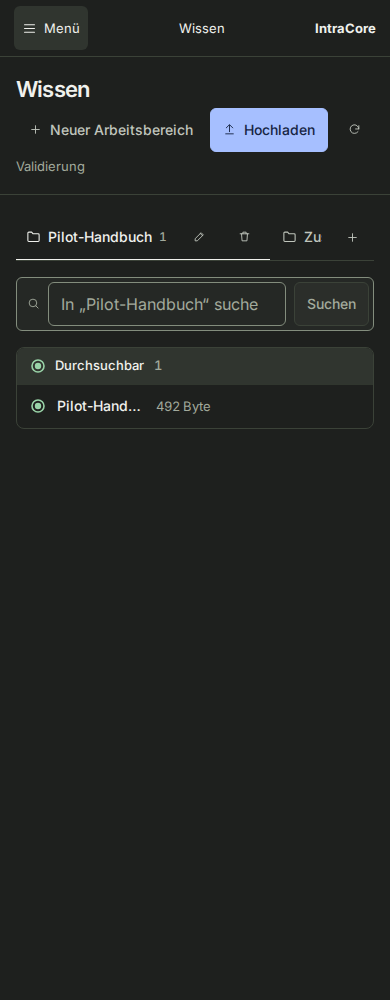 Menü Wissen IntraCore
Wissen
Neuer Arbeitsbereich Hochladen
Validierung
Pilot-Handbuch 1 Zu
In „Pilot-Handbuch“ suche Suchen
Durchsuchbar 1
Pilot-Hand... 492 Byte